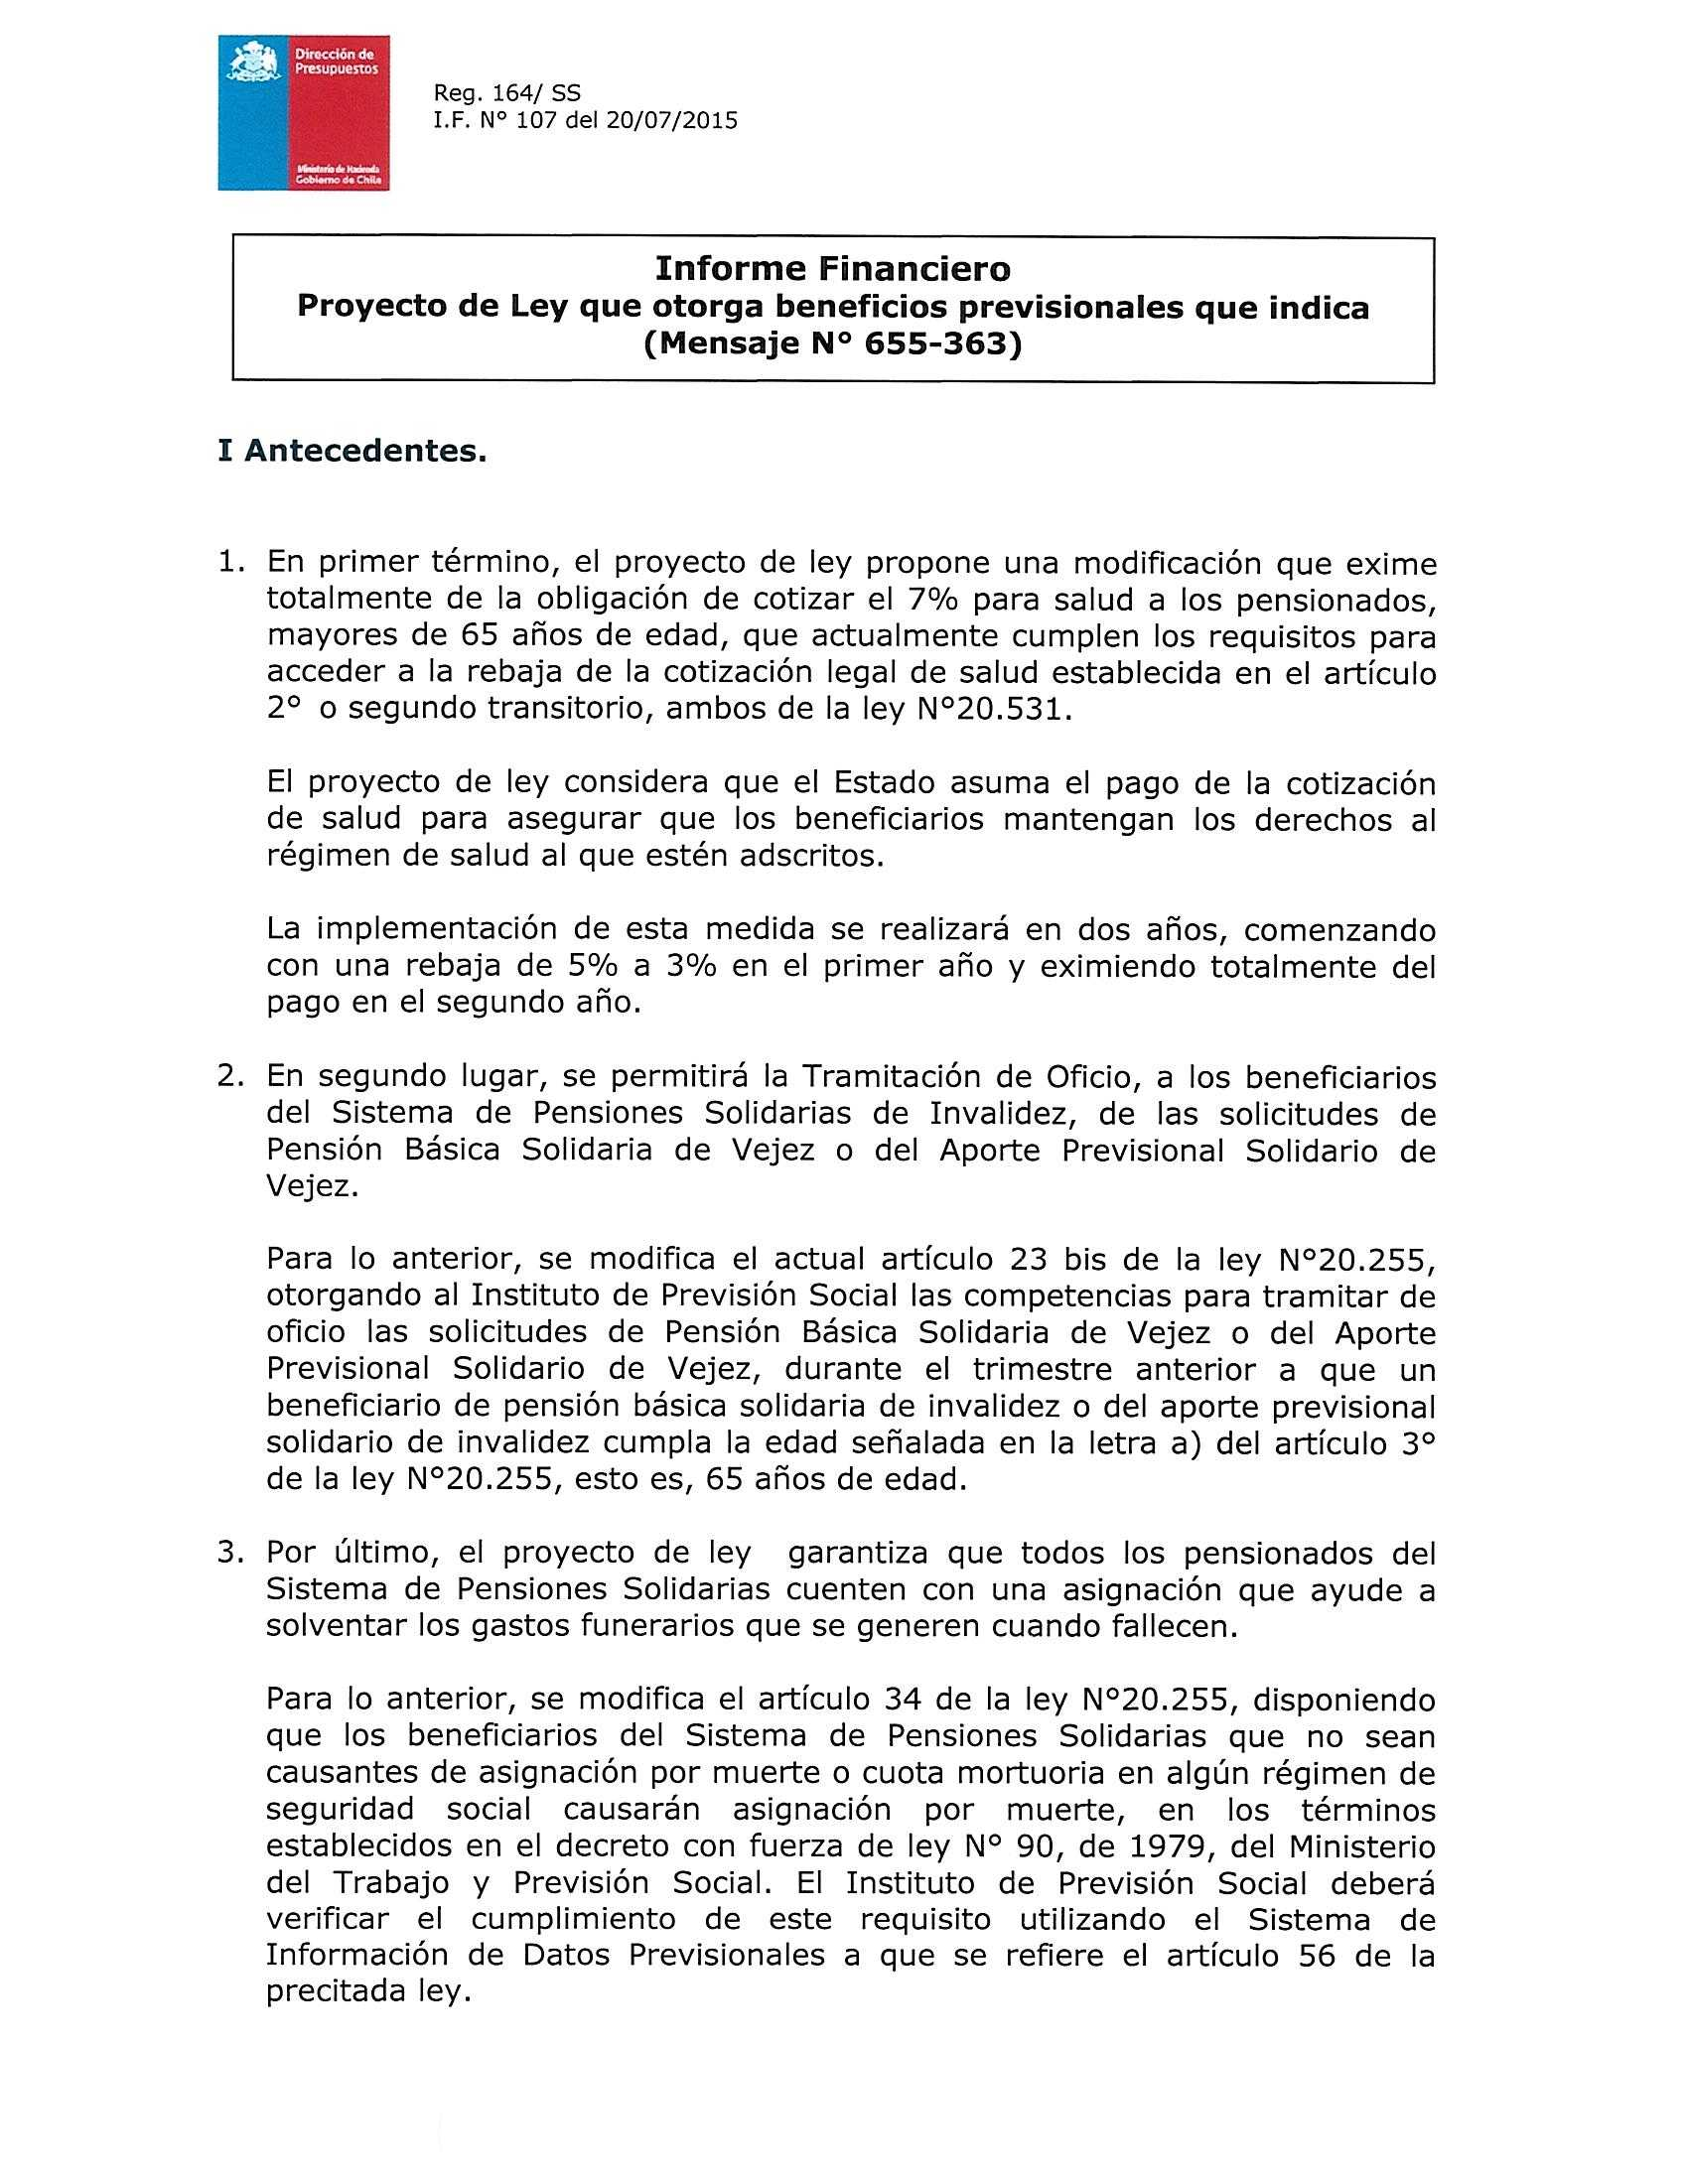 Dirección de
Presupuestos
Ministerio de Hacienda
Gobierno de Chile
Reg. 164/ SS
I.F. N° 107 del 20/07/2015
Informe Financiero
Proyecto de Ley que otorga beneficios previsionales que indica
(Mensaje N° 655-363)
I Antecedentes.
1. En primer término, el proyecto de ley propone una modificación que exime
totalmente de la obligación de cotizar el 7% para salud a los pensionados,
mayores de 65 años de edad, que actualmente cumplen los requisitos para
acceder a la rebaja de la cotización legal de salud establecida en el artículo
2° o segundo transitorio, ambos de la ley N°20.531.
El proyecto de ley considera que el Estado asuma el pago de la cotización
de salud para asegurar que los beneficiarios mantengan los derechos al
régimen de salud al que estén adscritos.
La implementación de esta medida se realizará en dos años, comenzando
con una rebaja de 5% a 3% en el primer año y eximiendo totalmente del
pago en el segundo año.
2. En segundo lugar, se permitirá la Tramitación de Oficio, a los beneficiarios
del Sistema de Pensiones Solidarias de Invalidez, de las solicitudes de
Pensión Básica Solidaria de Vejez o del Aporte Previsional Solidario de
Vejez.
Para lo anterior, se modifica el actual artículo 23 bis de la ley N°20.255,
otorgando al Instituto de Previsión Social las competencias para tramitar de
oficio las solicitudes de Pensión Básica Solidaria de Vejez o del Aporte
Previsional Solidario de Vejez, durante el trimestre anterior a que un
beneficiario de pensión básica solidaria de invalidez o del aporte previsional
solidario de invalidez cumpla la edad señalada en la letra a) del artículo 3°
de la ley N°20.255, esto es, 65 años de edad.
3. Por último, el proyecto de ley garantiza que todos los pensionados del
Sistema de Pensiones Solidarias cuenten con una asignación que ayude a
solventar los gastos funerarios que se generen cuando fallecen.
Para lo anterior, se modifica el artículo 34 de la ley N°20.255, disponiendo
que los beneficiarios del Sistema de Pensiones Solidarias que no sean
causantes de asignación por muerte o cuota mortuoria en algún régimen de
seguridad social causarán asignación por muerte, en los términos
establecidos en el decreto con fuerza de ley N° 90, de 1979, del Ministerio
del Trabajo y Previsión Social. El Instituto de Previsión Social deberá
verificar el cumplimiento de este requisito utilizando el Sistema de
Información de Datos Previsionales a que se refiere el artículo 56 de la
precitada ley.